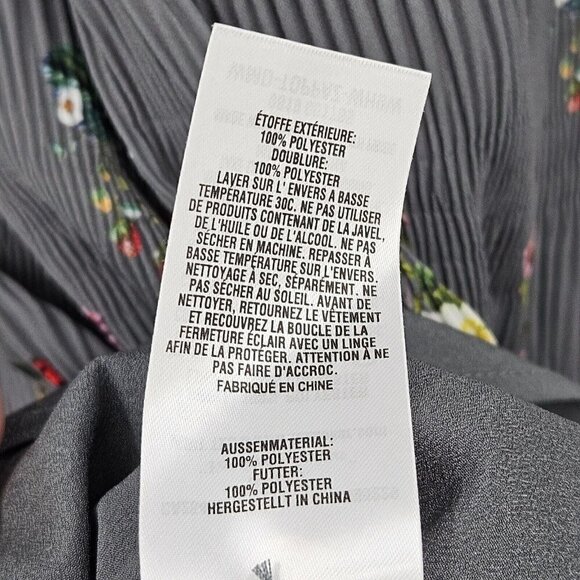 ÉTOFFE EXTÉRIEURE:
100% POLYESTER
DOUBLURE:
100% POLYESTER
LAVER SUR L' ENVERS À BASSE
TEMPÉRATURE 30C. NE PAS UTILISER
DE PRODUITS CONTENANT DE LA JAVEL,
DE L'HUILE OU DE L'ALCOOL. NE PAS
SÉCHER EN MACHINE. REPASSER À
BASSE TEMPÉRATURE SUR L'ENVERS.
NETTOYAGE À SEC, SÉPARÉMENT. NE
PAS SÉCHER AU SOLEIL. AVANT DE
NETTOYER, RETOURNEZ LE VÊTEMENT
ET RECOUVREZ LA BOUCLE DE LA
FERMETURE ÉCLAIR AVEC UN LINGE
AFIN DE LA PROTÉGER. ATTENTION À NE
PAS FAIRE D'ACCROC.
FABRIQUÉ EN CHINE
AUSSENMATERIAL:
100% POLYESTER
FUTTER:
100% POLYESTER
HERGESTELLT IN CHINA